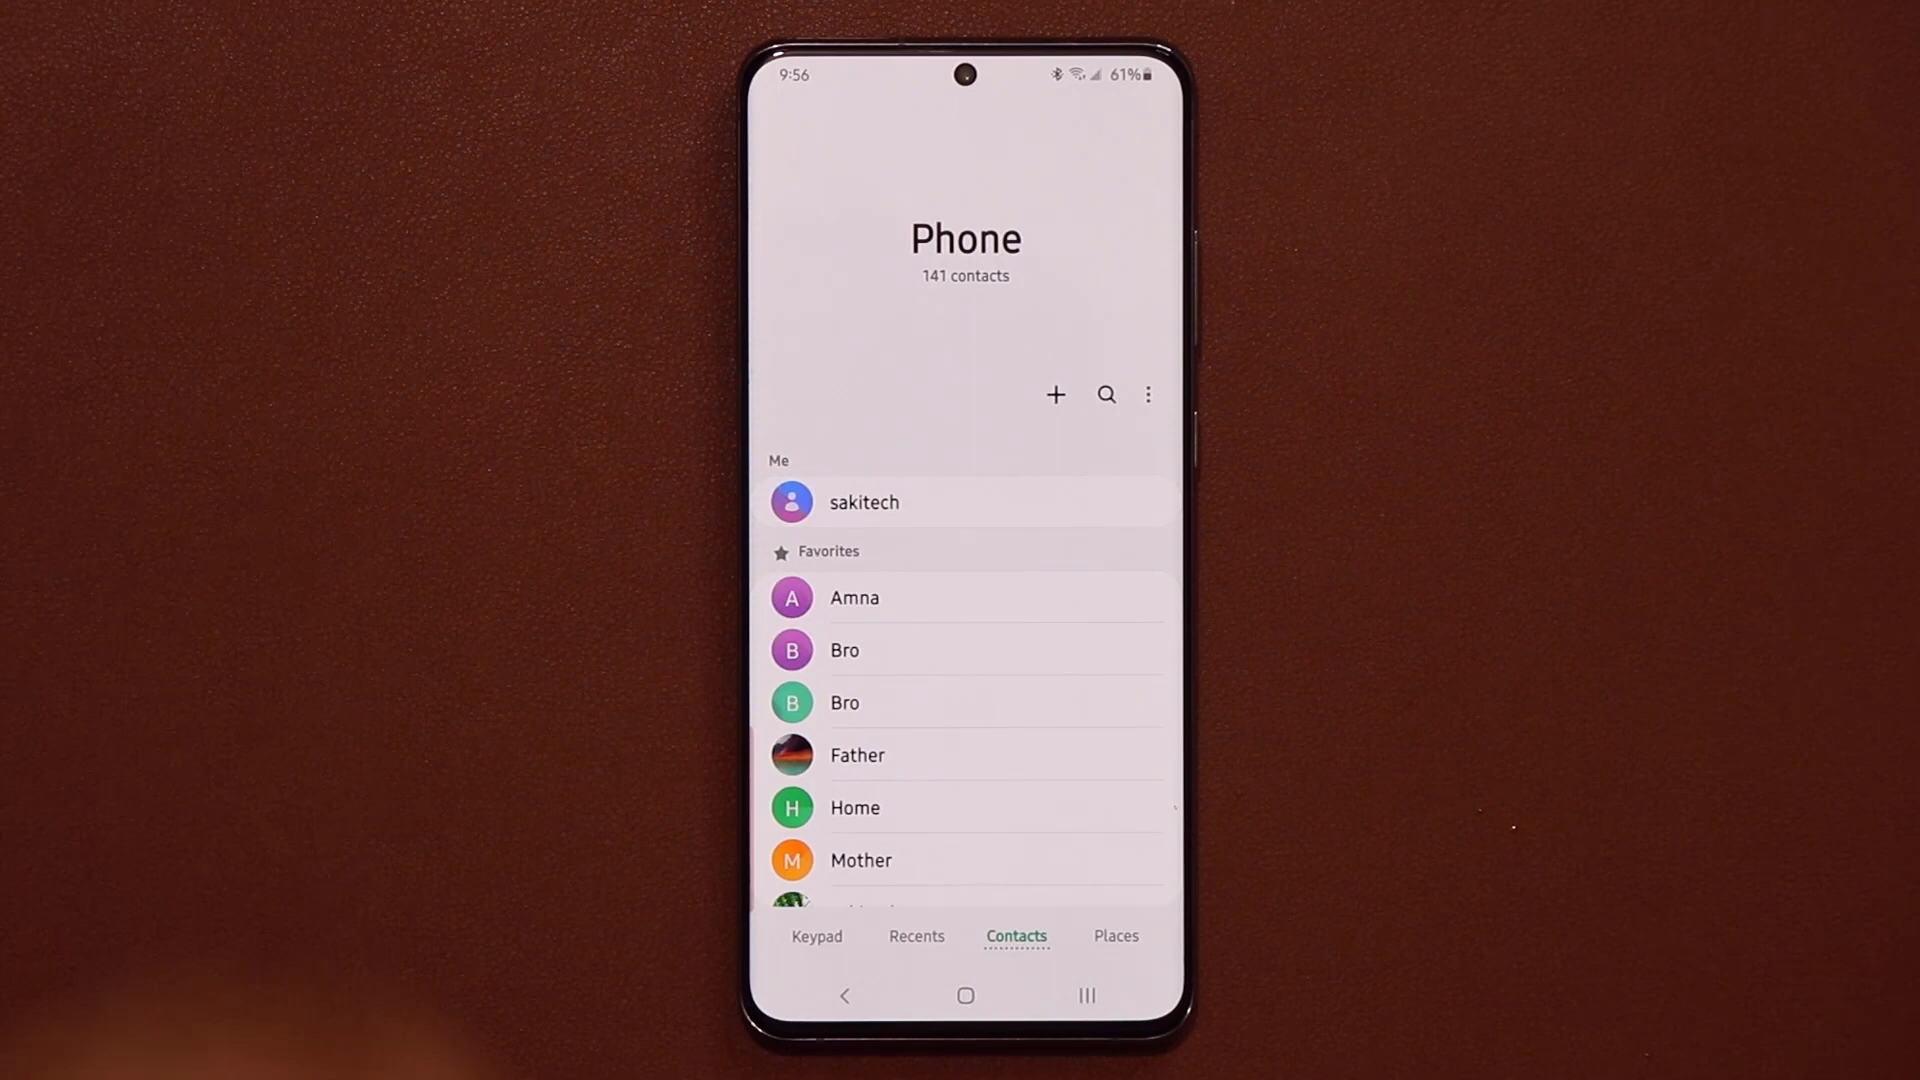 9:56
61%
Phone
141 contacts
Me
sakitech
Favorites
A Amna
B Bro
B Bro
Father
H Home
M Mother
Keypad Recents Contacts Places